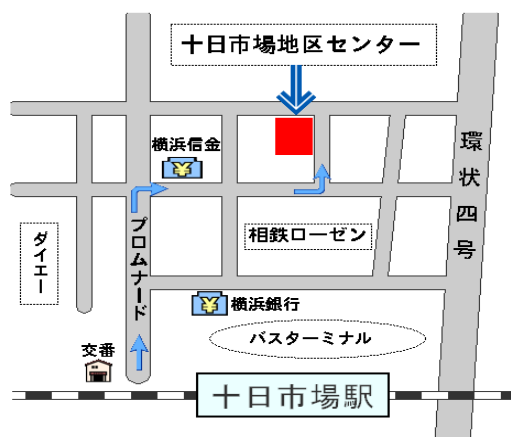 十日市場地区センター
横浜信金
環状四号
プロムナード
相鉄ローゼン
ダイエー
横浜銀行
バスターミナル
交番
十日市場駅